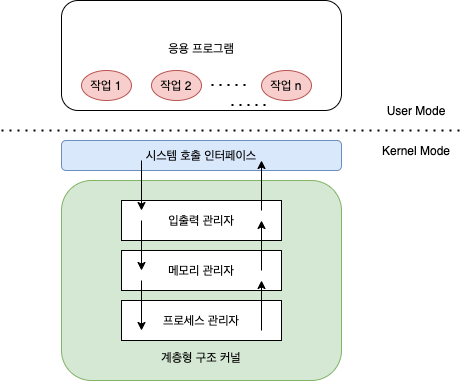 응용 프로그램
작업 1 작업 2 ..... 작업 n
.....
User Mode
Kernel Mode
시스템 호출 인터페이스
입출력 관리자
메모리 관리자
프로세스 관리자
계층형 구조 커널